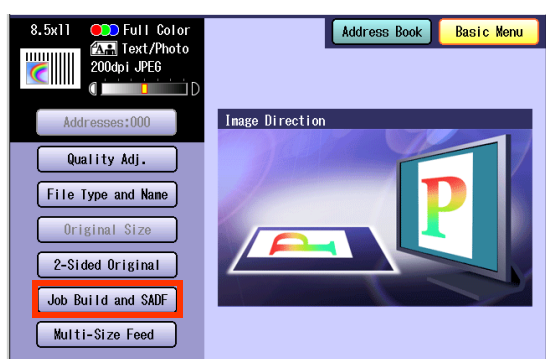 8.5x11
Full Color
Text/Photo
200dpi JPEG
Address Book
Basic Menu
Addresses:000
Quality Adj.
File Type and Name
Original Size
2-Sided Original
Job Build and SADF
Multi-Size Feed
Image Direction
P
P